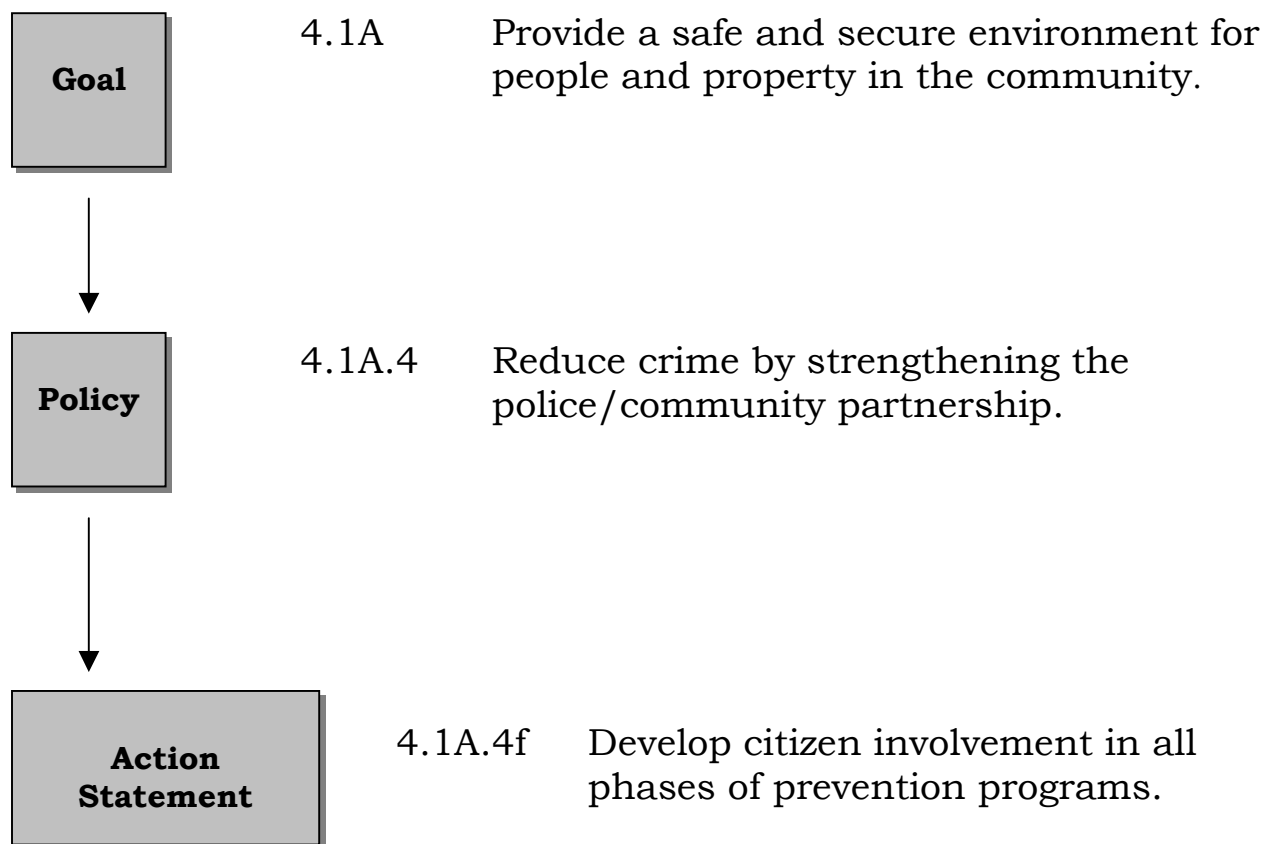 Goal
4.1A Provide a safe and secure environment for
people and property in the community.
Policy
4.1A.4 Reduce crime by strengthening the
police/community partnership.
Action
Statement
4.1A.4f Develop citizen involvement in all
phases of prevention programs.